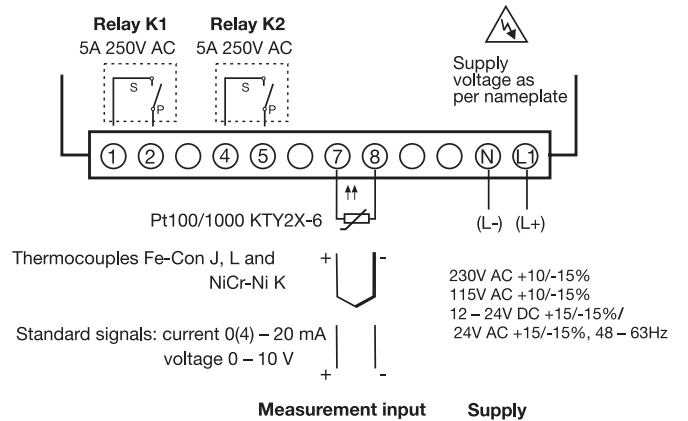 Relay K1 Relay K2
5A 250V AC 5A 250V AC
Supply
voltage as
per nameplate
S P S P
1 2 4 5 7 8 N L1
Pt100/1000 KTY2X-6
(L-) (L+)
Thermocouples Fe-Con J, L and + -
NiCr-Ni K
230V AC +10/-15%
115V AC +10/-15%
12 – 24V DC +15/-15%/
24V AC +15/-15%, 48 – 63Hz
Standard signals: current 0(4) – 20 mA
voltage 0 – 10 V
+ -
Measurement input Supply